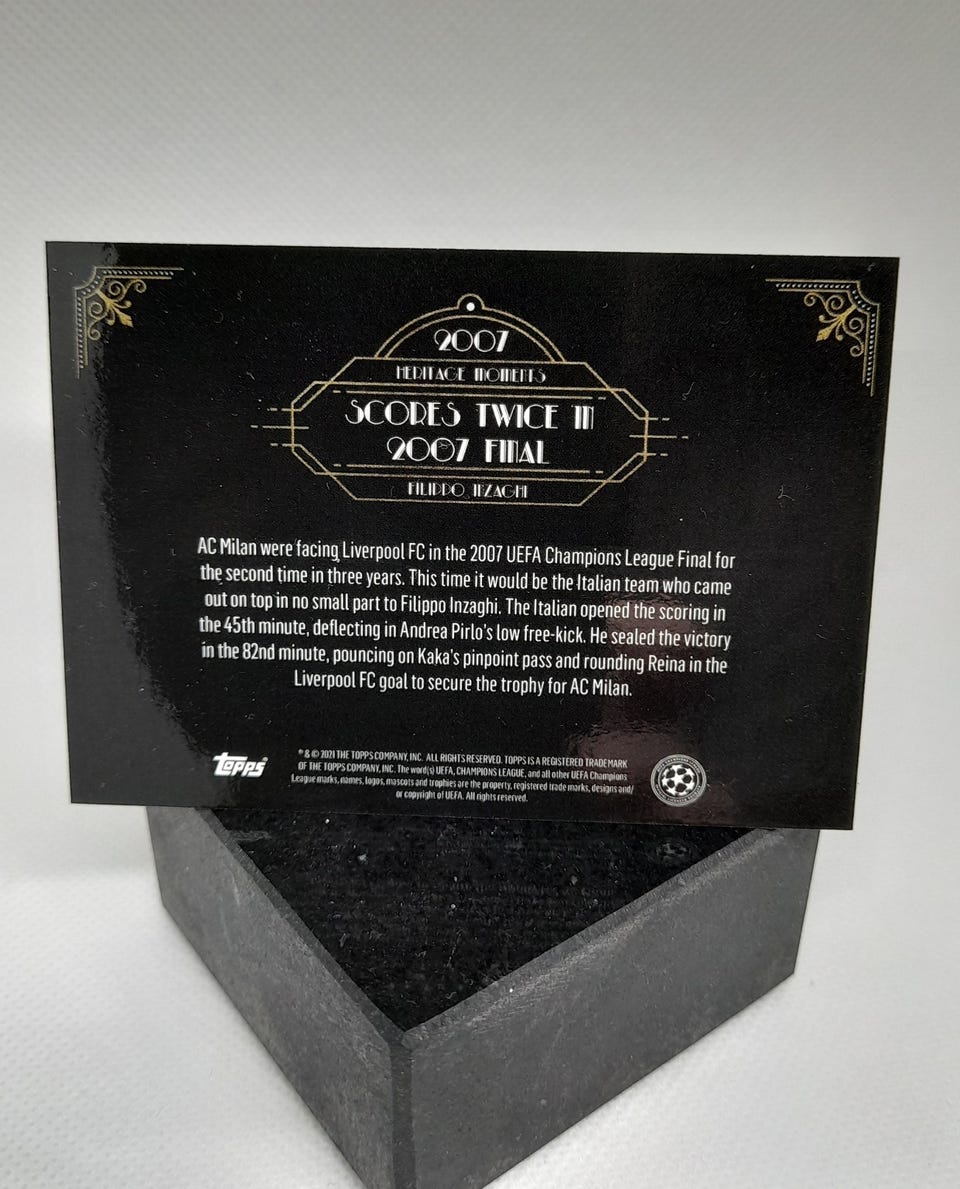 2007
HERITAGE MOMENTS
SCORES TWICE IN
2007 FINAL
FILIPPO INZAGHI
AC Milan were facing Liverpool FC in the 2007 UEFA Champions League Final for
the second time in three years. This time it would be the Italian team who came
out on top in no small part to Filippo Inzaghi. The Italian opened the scoring in
the 45th minute, deflecting in Andrea Pirlo's low free-kick. He sealed the victory
in the 82nd minute, pouncing on Kaka's pinpoint pass and rounding Reina in the
Liverpool FC goal to secure the trophy for AC Milan.
topps
® & © 2021 THE TOPPS COMPANY, INC. ALL RIGHTS RESERVED. TOPPS IS A REGISTERED TRADEMARK
OF THE TOPPS COMPANY, INC. The word(s) UEFA, CHAMPIONS LEAGUE, and all other UEFA Champions
League marks, names, logos, mascots and trophies are the property, registered trade marks, designs and/
or copyright of UEFA. All rights reserved.